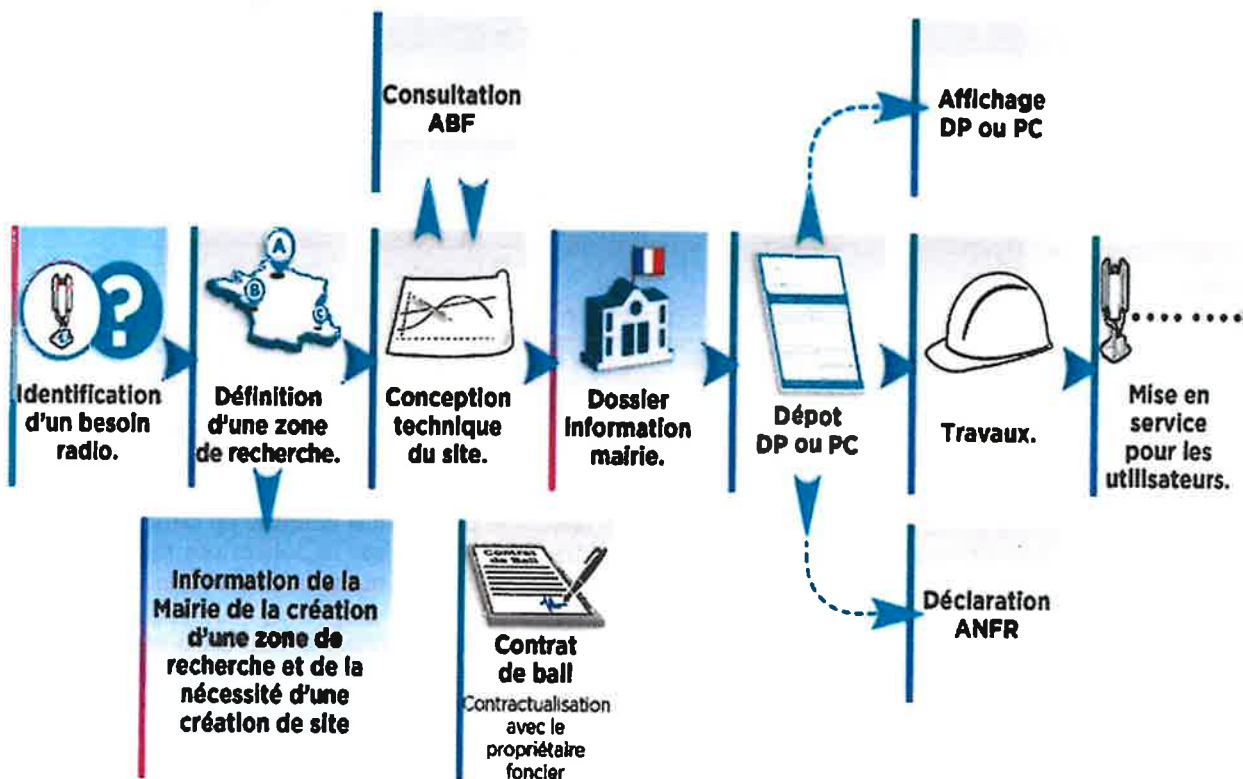 Consultation
ABF
Affichage
DP ou PC
A
B
C
?
Identification
d'un besoin
radio.
Définition
d'une zone
de recherche.
Conception
technique
du site.
Dossier
information
mairie.
Dépot
DP ou PC
Travaux.
Mise en
service
pour les
utilisateurs.
Information de la
Mairie de la création
d'une zone de
recherche et de la
nécessité d'une
création de site
Contrat
de Bail
Contrat
de bail
Contractualisation
avec le
propriétaire
foncier
Déclaration
ANFR